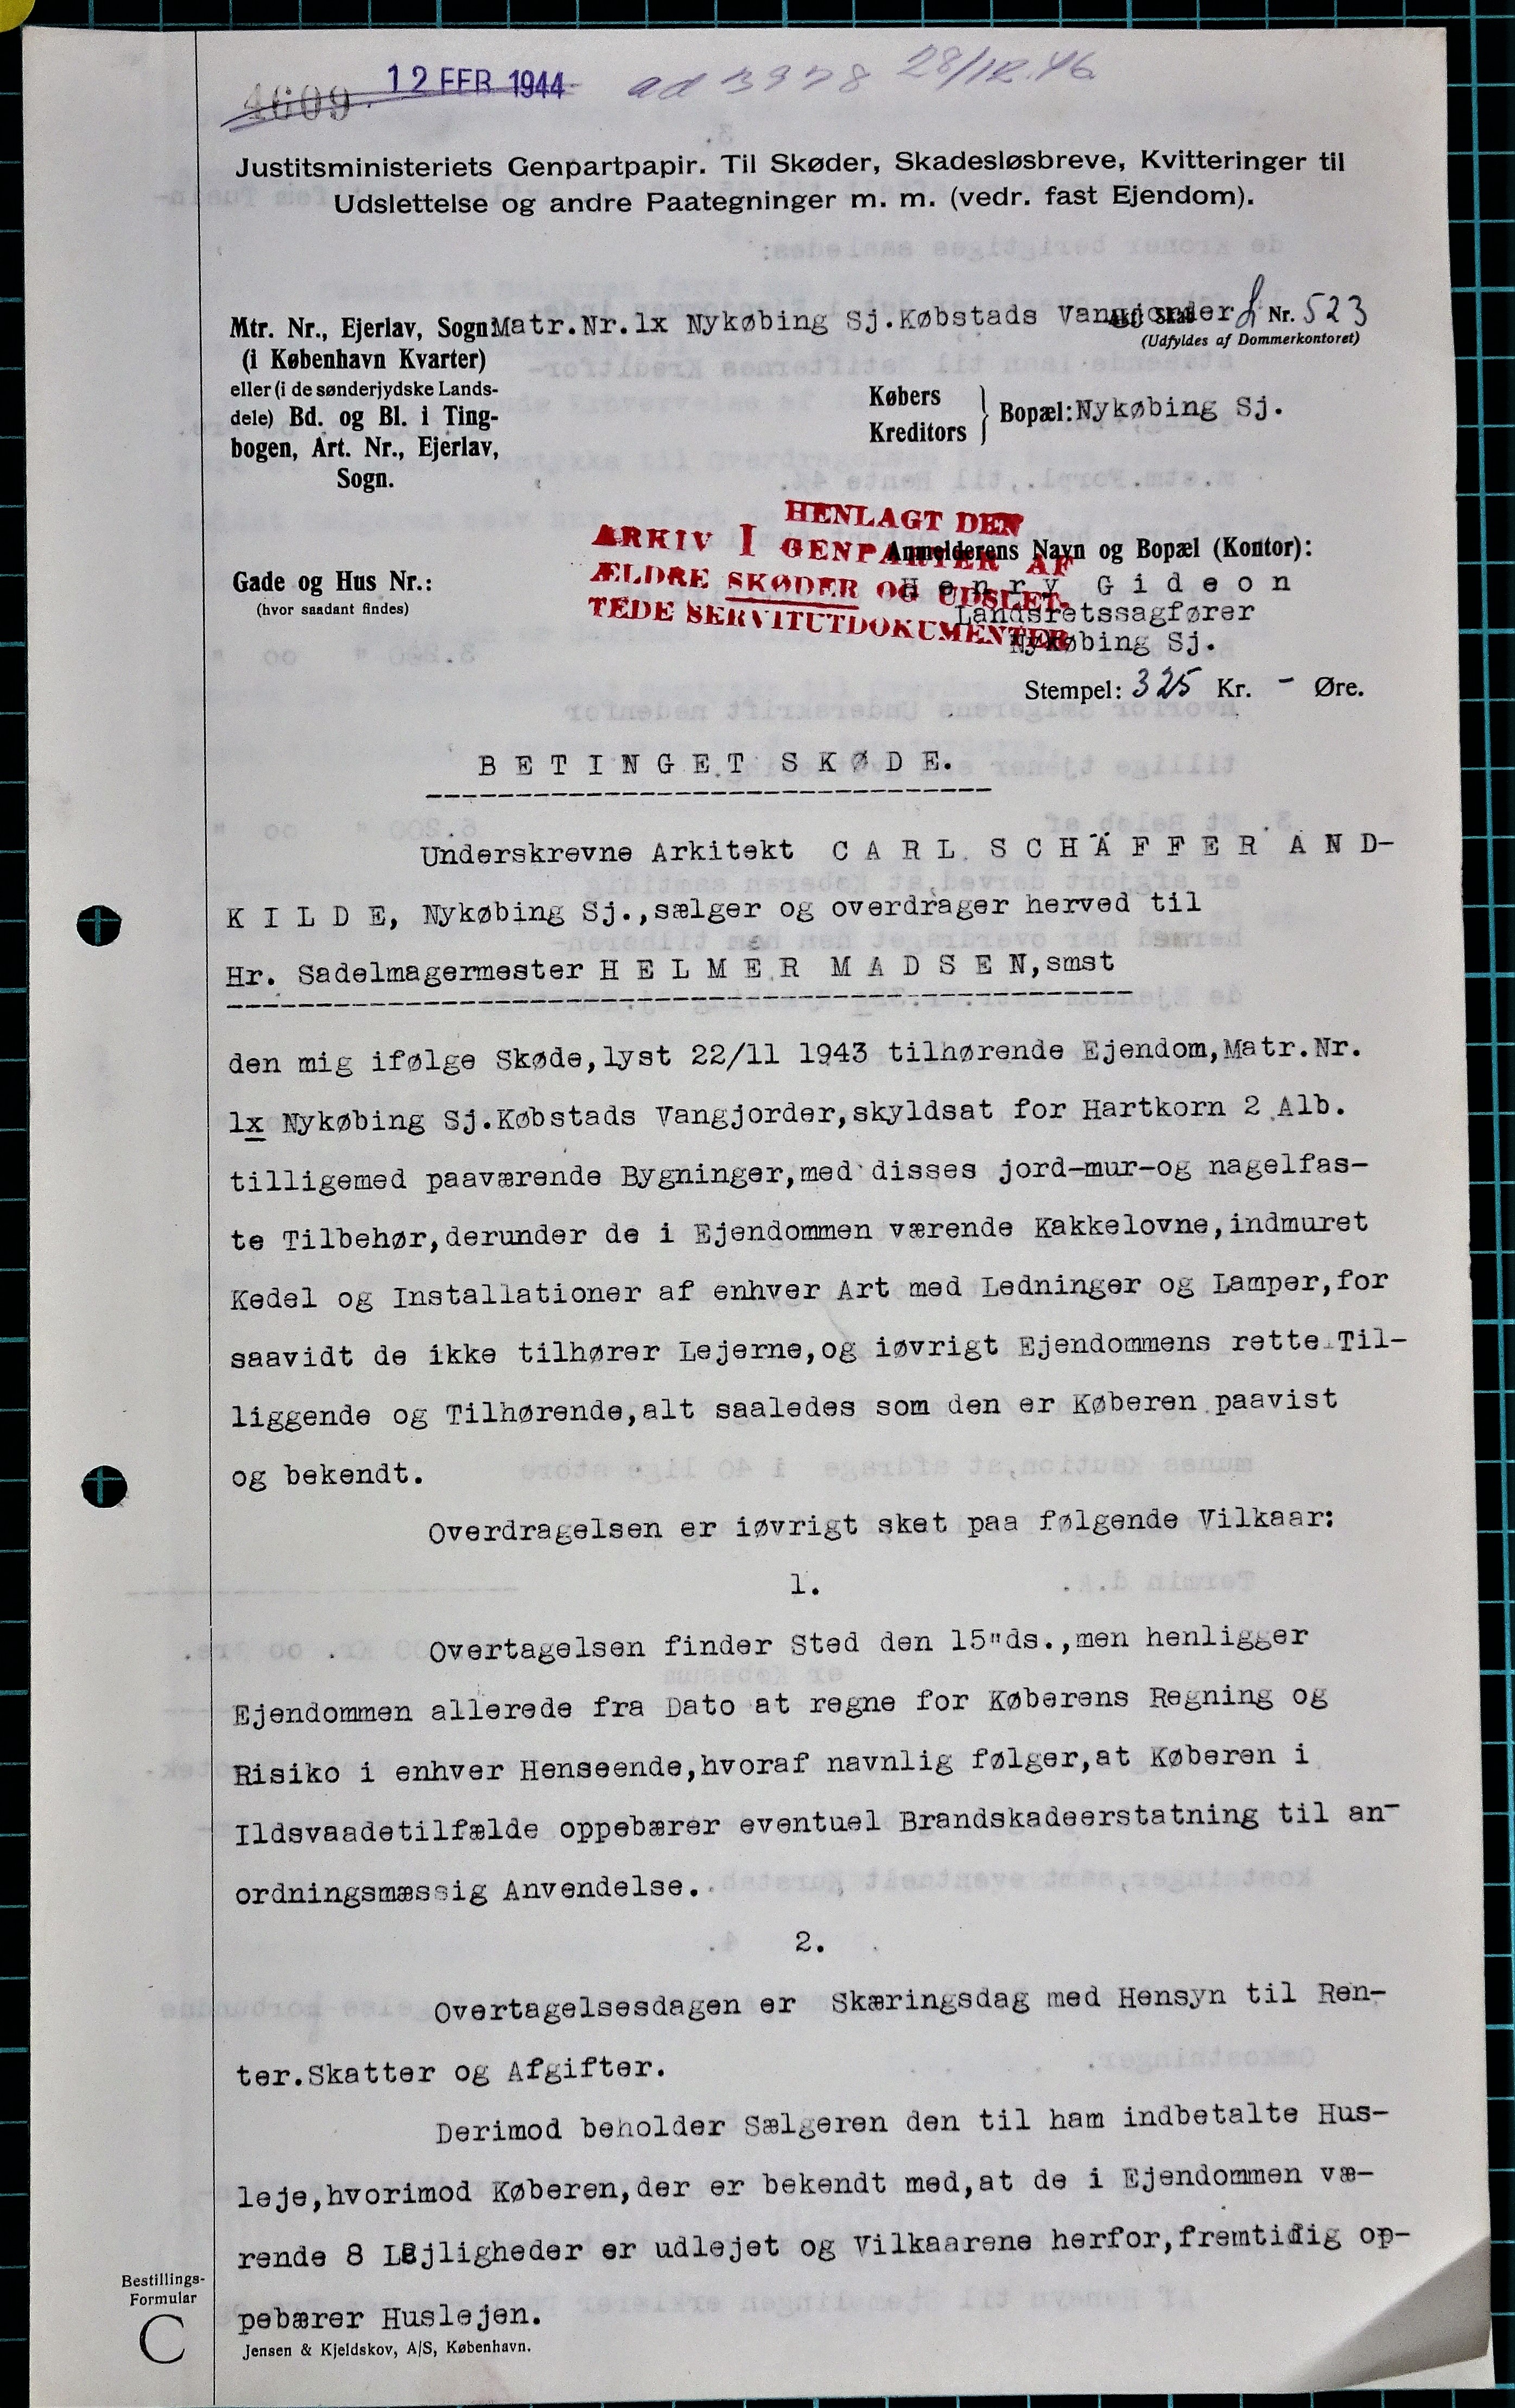 4609. 12 FEB 1944 ad 3978 28/12.46
Justitsministeriets Genpartpapir. Til Skøder, Skadesløsbreve, Kvitteringer til
Udslettelse og andre Paategninger m. m. (vedr. fast Ejendom).
Mtr. Nr., Ejerlav, Sogn Matr.Nr.1x Nykøbing Sj.Købstads Vangjorder Skab Nr. 523
(i København Kvarter)
(Udfyldes af Dommerkontoret)
eller (i de sønderjydske Lands-
dele) Bd. og Bl. i Ting-
bogen, Art. Nr., Ejerlav,
Sogn.
Købers
Kreditors
Bopæl: Nykøbing Sj.
HENLAGT DEN
ARKIV I GENPARTER AF
ÆLDRE SKØDER OG UDSLET-
TEDE SERVITUTDOKUMENTER
Gade og Hus Nr.:
(hvor saadant findes)
Anmelderens Navn og Bopæl (Kontor):
H e n r y G i d e o n
Landsretssagfører
Nykøbing Sj.
Stempel: 325 Kr. - Øre.
B E T I N G E T S K Ø D E.
Underskrevne Arkitekt C A R L S C H Ä F F E R A N D-
K I L D E, Nykøbing Sj.,sælger og overdrager herved til
Hr. Sadelmagermester H E L M E R M A D S E N,smst
den mig ifølge Skøde,lyst 22/11 1943 tilhørende Ejendom,Matr.Nr.
1x Nykøbing Sj.Købstads Vangjorder,skyldsat for Hartkorn 2 Alb.
tilligemed paaværende Bygninger,med disses jord-mur-og nagelfas-
te Tilbehør,derunder de i Ejendommen værende Kakkelovne,indmuret
Kedel og Installationer af enhver Art med Ledninger og Lamper,for
saavidt de ikke tilhører Lejerne,og iøvrigt Ejendommens rette Til-
liggende og Tilhørende,alt saaledes som den er Køberen paavist
og bekendt.
Overdragelsen er iøvrigt sket paa følgende Vilkaar:
1.
Overtagelsen finder Sted den 15"ds.,men henligger
Ejendommen allerede fra Dato at regne for Køberens Regning og
Risiko i enhver Henseende,hvoraf navnlig følger,at Køberen i
Ildsvaadetilfælde oppebærer eventuel Brandskadeerstatning til an-
ordningsmæssig Anvendelse.
2.
Overtagelsesdagen er Skæringsdag med Hensyn til Ren-
ter.Skatter og Afgifter.
Derimod beholder Sælgeren den til ham indbetalte Hus-
leje,hvorimod Køberen,der er bekendt med,at de i Ejendommen væ-
rende 8 Lejligheder er udlejet og Vilkaarene herfor,fremtidig op-
pebærer Huslejen.
Bestillings-
Formular
C
Jensen & Kjeldskov, A/S, København.